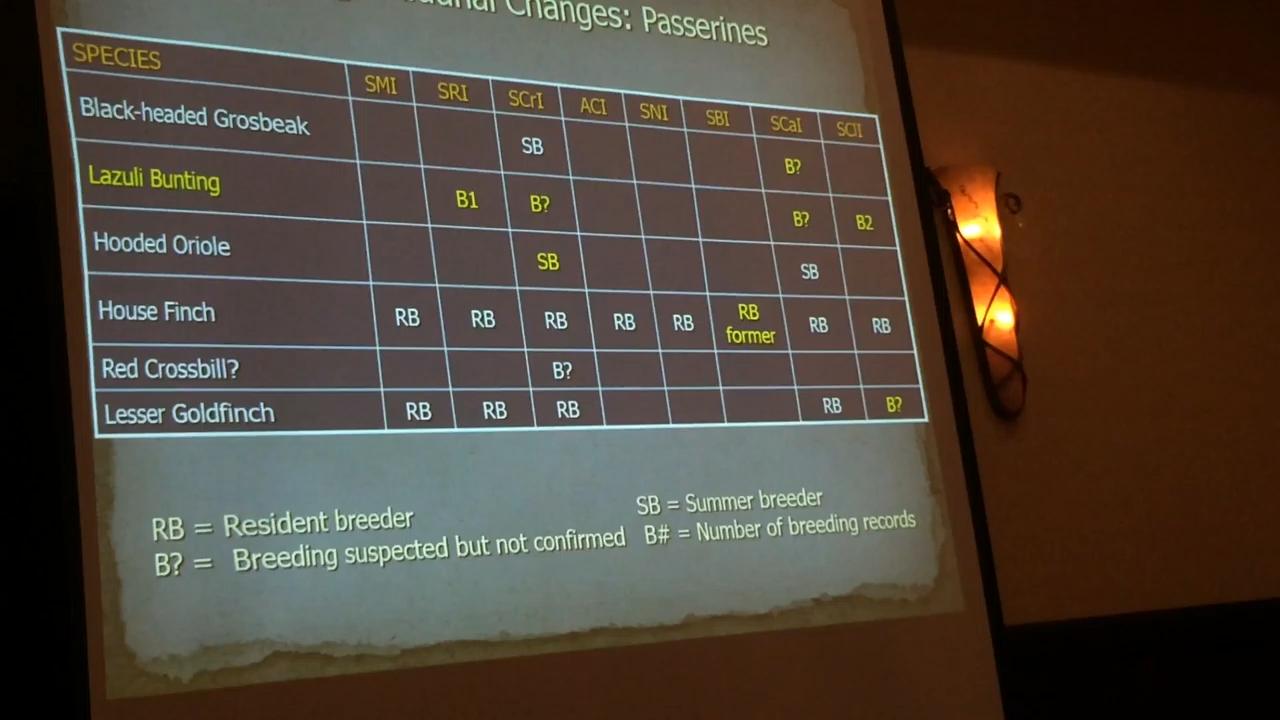 Changes: Passerines
SPECIES SMI SRI SCrI ACI SNI SBI SCaI SClI
Black-headed Grosbeak SB B?
Lazuli Bunting B1 B? B? B2
Hooded Oriole SB SB
House Finch RB RB RB RB RB RB former RB RB
Red Crossbill? B?
Lesser Goldfinch RB RB RB RB B?
RB = Resident breeder
SB = Summer breeder
B? = Breeding suspected but not confirmed
B# = Number of breeding records